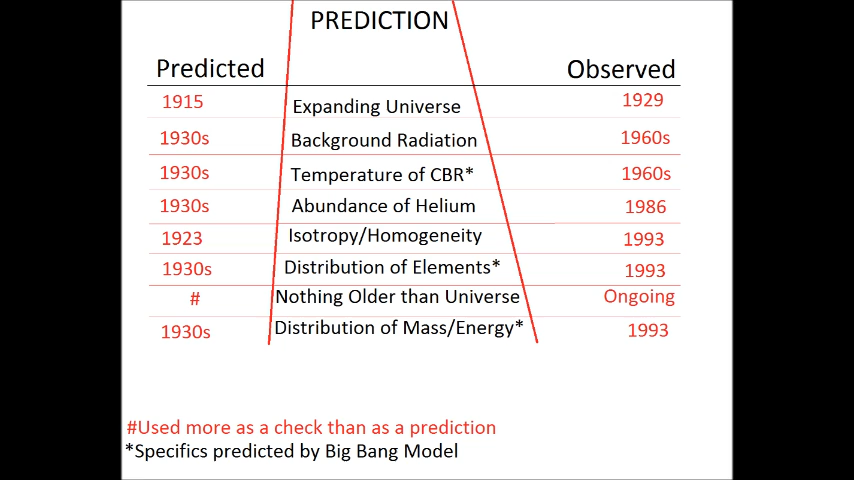 PREDICTION
Predicted Observed
1915 Expanding Universe 1929
1930s Background Radiation 1960s
1930s Temperature of CBR* 1960s
1930s Abundance of Helium 1986
1923 Isotropy/Homogeneity 1993
1930s Distribution of Elements* 1993
# Nothing Older than Universe Ongoing
1930s Distribution of Mass/Energy* 1993
#Used more as a check than as a prediction
*Specifics predicted by Big Bang Model